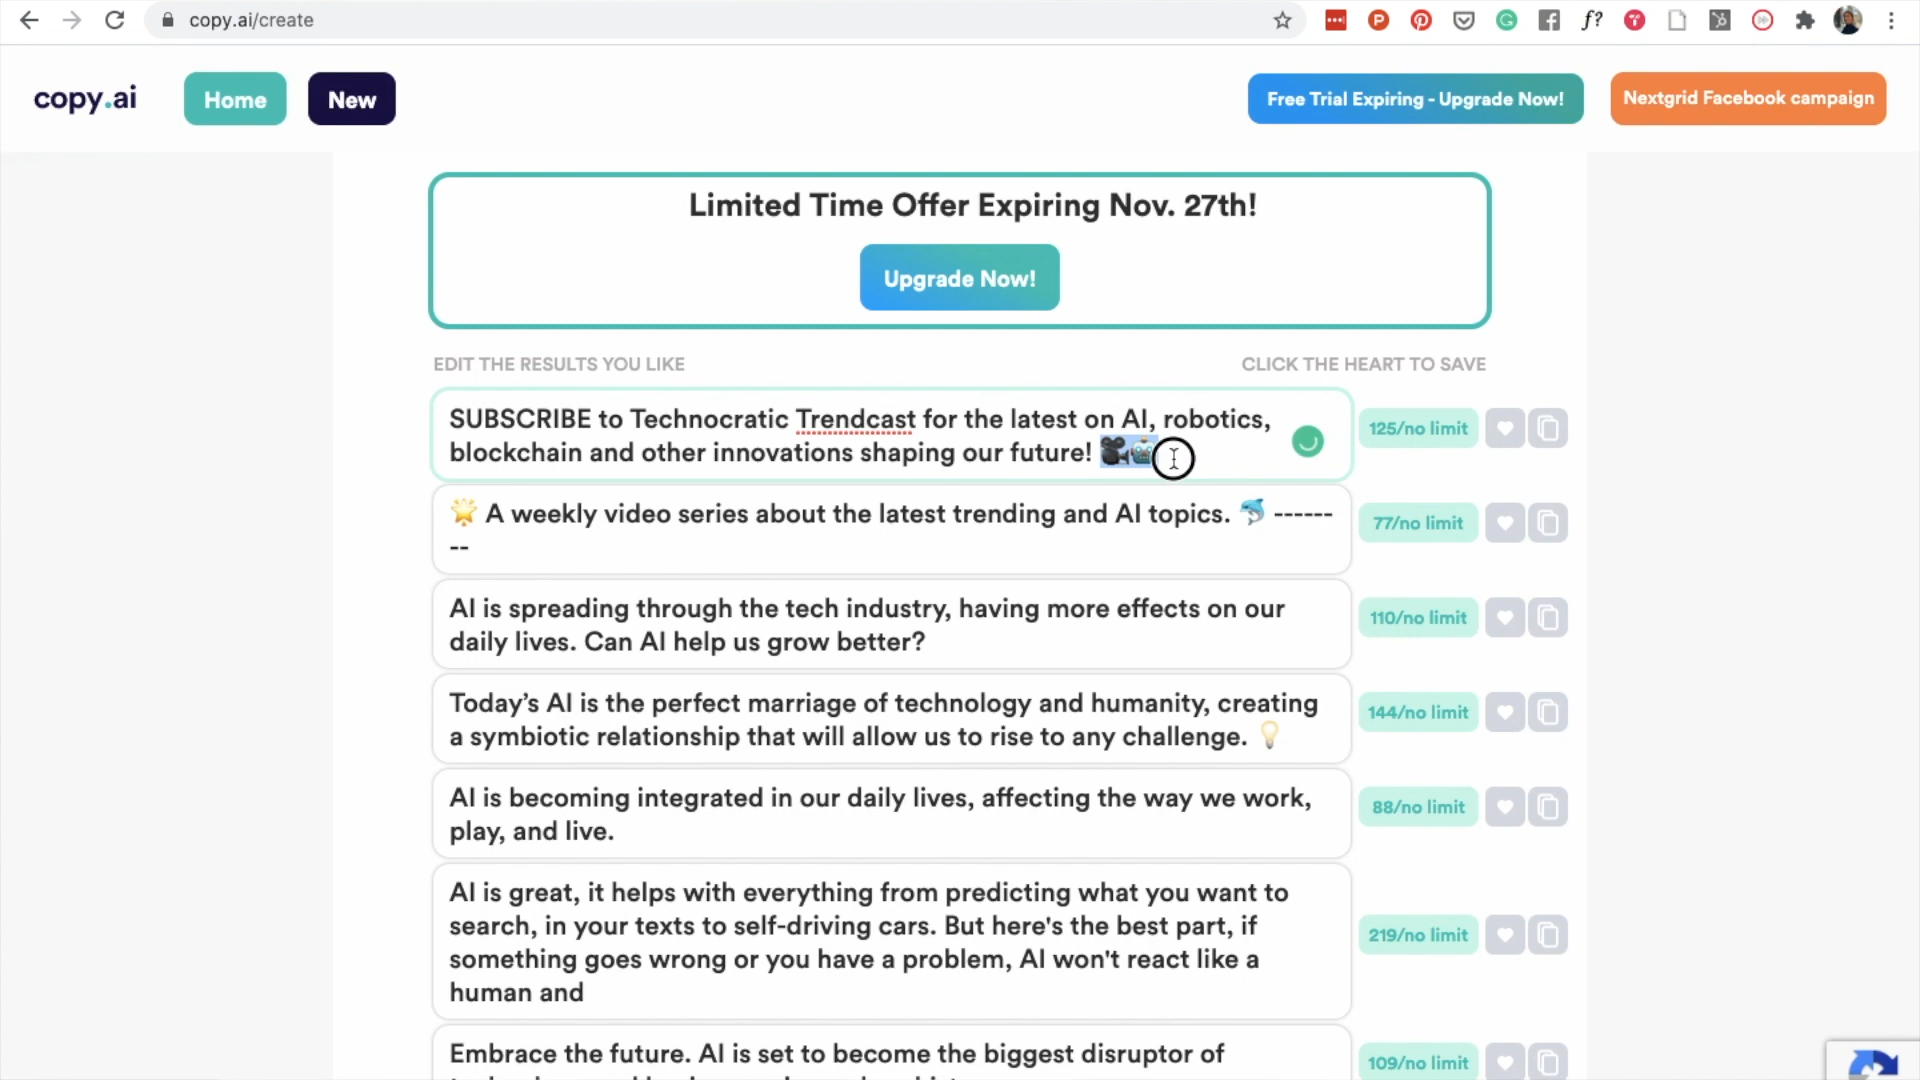 copy.ai/create
copy.ai
Home
New
Free Trial Expiring - Upgrade Now!
Nextgrid Facebook campaign
Limited Time Offer Expiring Nov. 27th!
Upgrade Now!
EDIT THE RESULTS YOU LIKE
CLICK THE HEART TO SAVE
SUBSCRIBE to Technocratic Trendcast for the latest on AI, robotics,
blockchain and other innovations shaping our future! 🎥🤖
125/no limit
🌟 A weekly video series about the latest trending and AI topics. 🐬 ------
--
77/no limit
AI is spreading through the tech industry, having more effects on our
daily lives. Can AI help us grow better?
110/no limit
Today’s AI is the perfect marriage of technology and humanity, creating
a symbiotic relationship that will allow us to rise to any challenge. 💡
144/no limit
AI is becoming integrated in our daily lives, affecting the way we work,
play, and live.
88/no limit
AI is great, it helps with everything from predicting what you want to
search, in your texts to self-driving cars. But here's the best part, if
something goes wrong or you have a problem, AI won't react like a
human and
219/no limit
Embrace the future. AI is set to become the biggest disruptor of
109/no limit